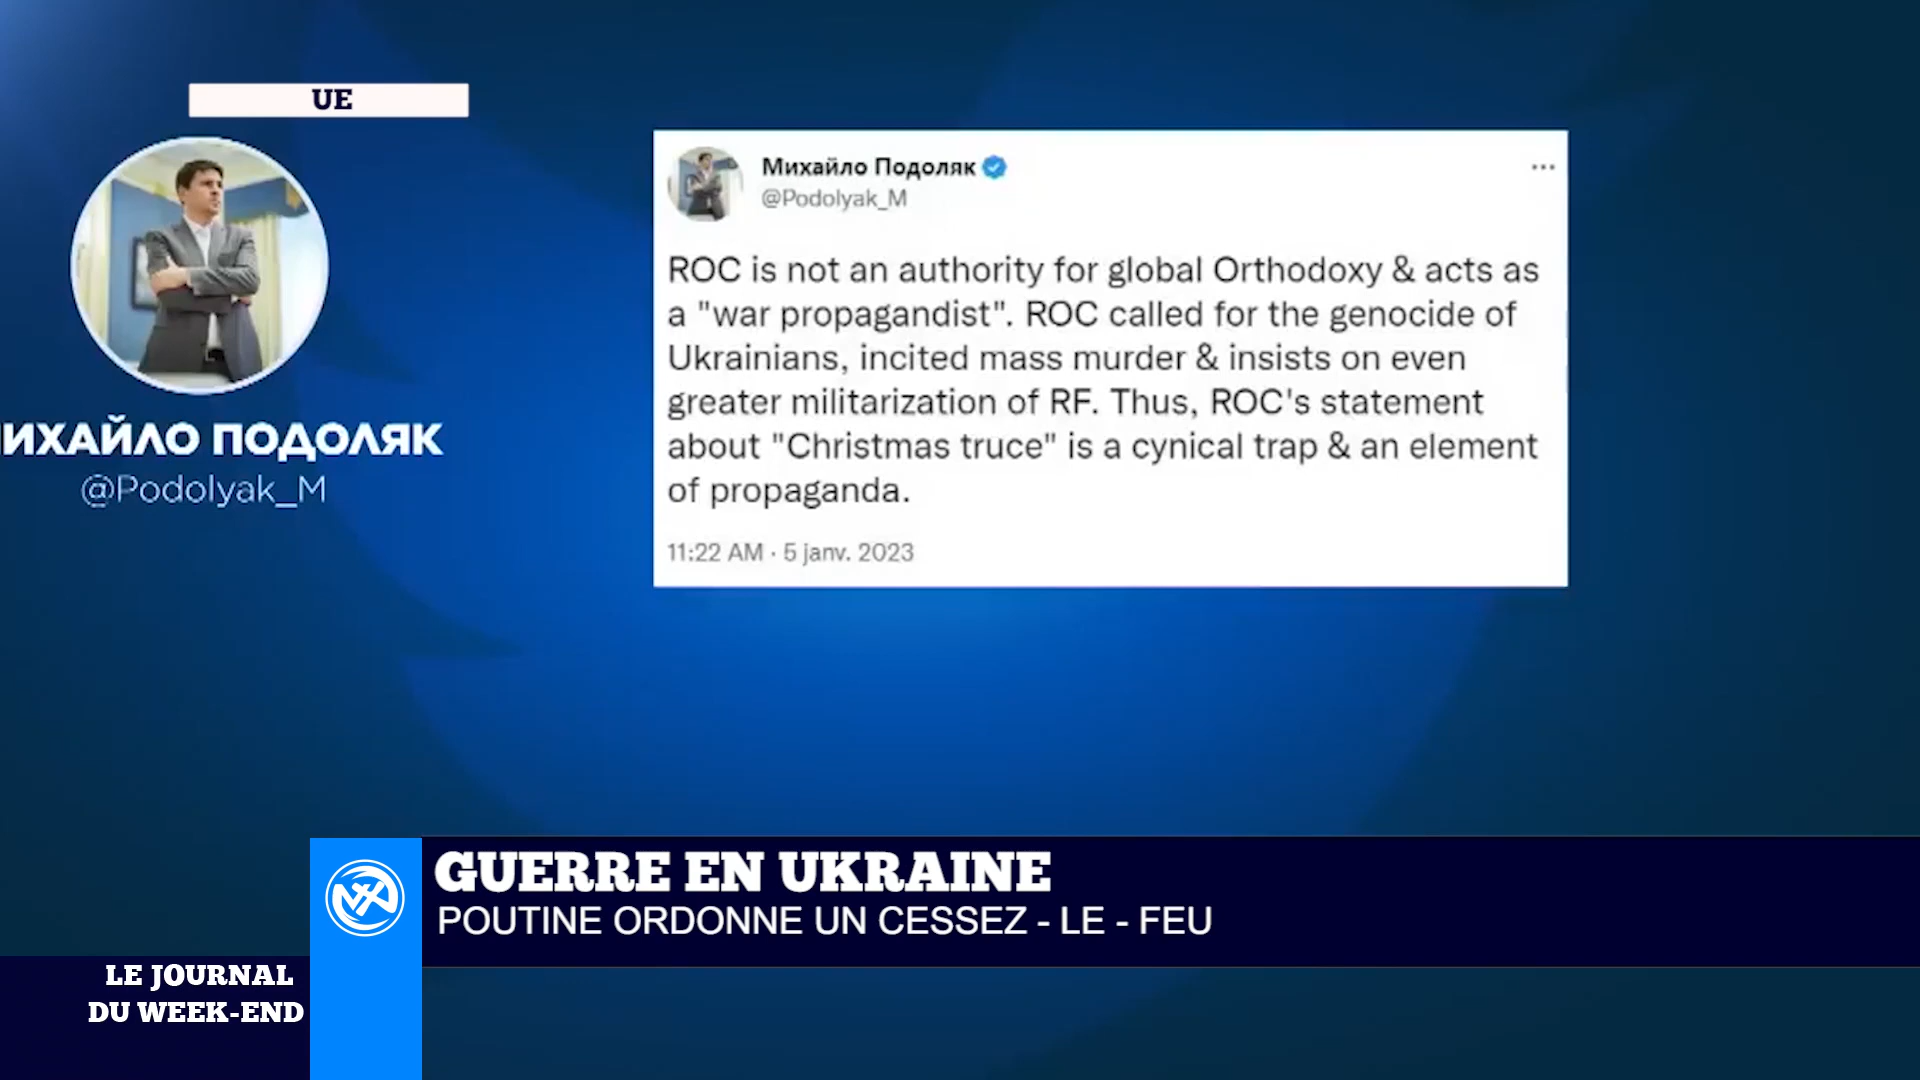 UE
ИХАЙЛО ПОДОЛЯК
@Podolyak_M
Михайло Подоляк
@Podolyak_M
ROC is not an authority for global Orthodoxy & acts as
a "war propagandist". ROC called for the genocide of
Ukrainians, incited mass murder & insists on even
greater militarization of RF. Thus, ROC's statement
about "Christmas truce" is a cynical trap & an element
of propaganda.
11:22 AM · 5 janv. 2023
GUERRE EN UKRAINE
POUTINE ORDONNE UN CESSEZ - LE - FEU
LE JOURNAL
DU WEEK-END